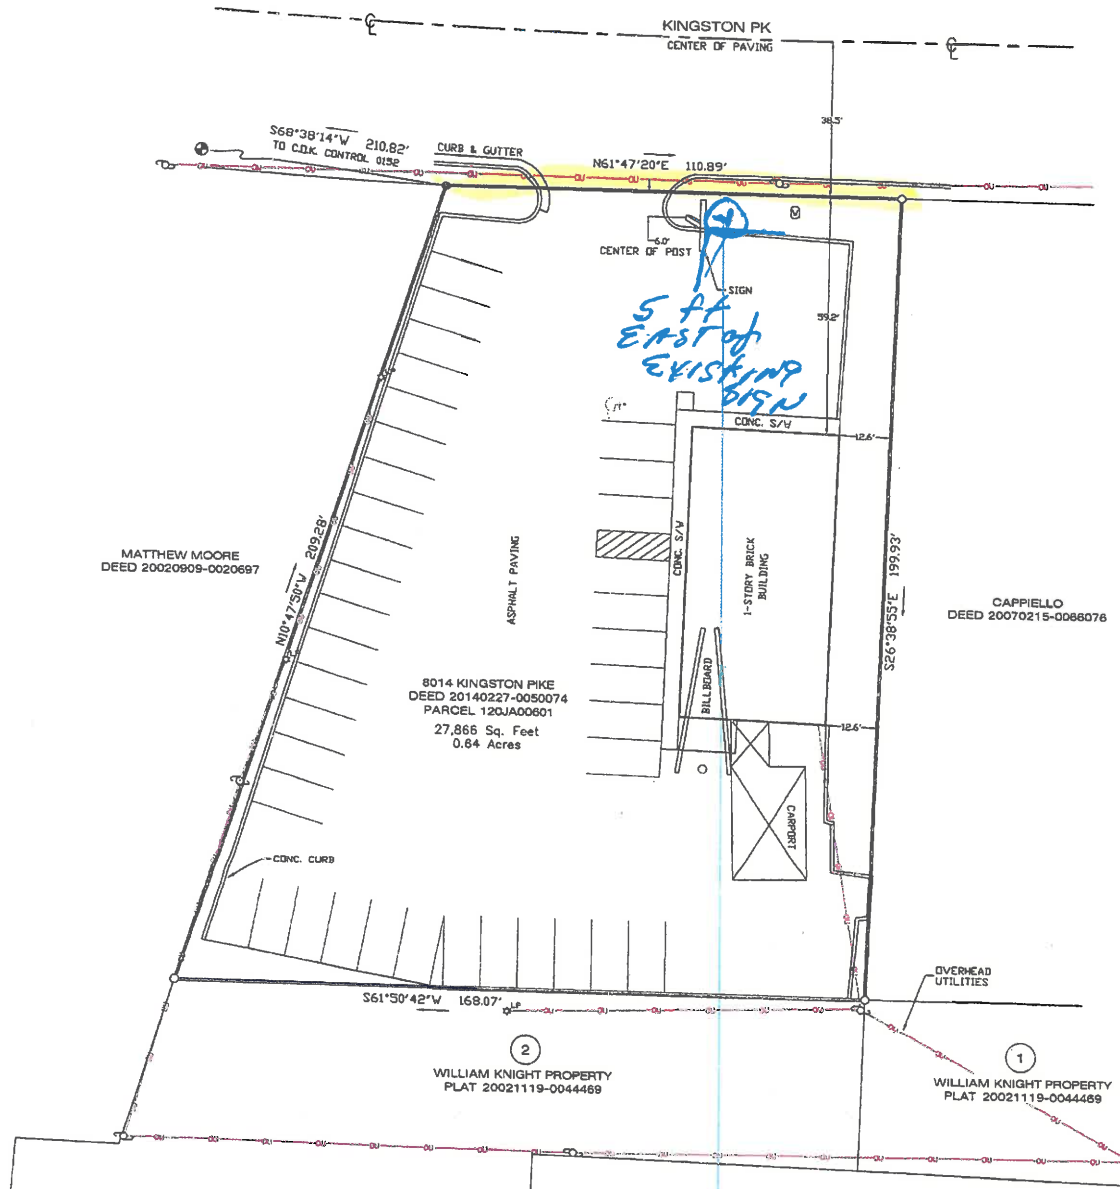 KINGSTON PK
CENTER OF PAVING
38.5'
S68°38'14"W 210.82'
TO C.D.K. CONTROL 0152
CURB & GUTTER
N61°47'20"E 110.89'
6.0'
CENTER OF POST
SIGN
59.2'
5 ft
EAST of
EXISTING
SIGN
CONC. S/W
12.6'
N10°47'50"W 209.28'
MATTHEW MOORE
DEED 20020909-0020697
ASPHALT PAVING
CONC. S/W
1-STORY BRICK
BUILDING
S26°38'55"E 199.93'
CAPPIELLO
DEED 20070215-0066076
8014 KINGSTON PIKE
DEED 20140227-0050074
PARCEL 120JA00601
27,866 Sq. Feet
0.64 Acres
BILLBOARD
12.6'
CARPORT
CONC. CURB
OVERHEAD
UTILITIES
S61°50'42"W 168.07'
LP
2
WILLIAM KNIGHT PROPERTY
PLAT 20021119-0044469
1
WILLIAM KNIGHT PROPERTY
PLAT 20021119-0044469